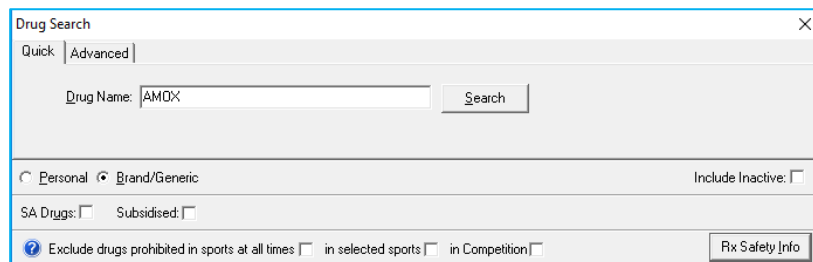 Drug Search
Quick Advanced
Drug Name: AMOX Search
Personal Brand/Generic Include Inactive:
SA Drugs: Subsidised:
? Exclude drugs prohibited in sports at all times in selected sports in Competition Rx Safety Info